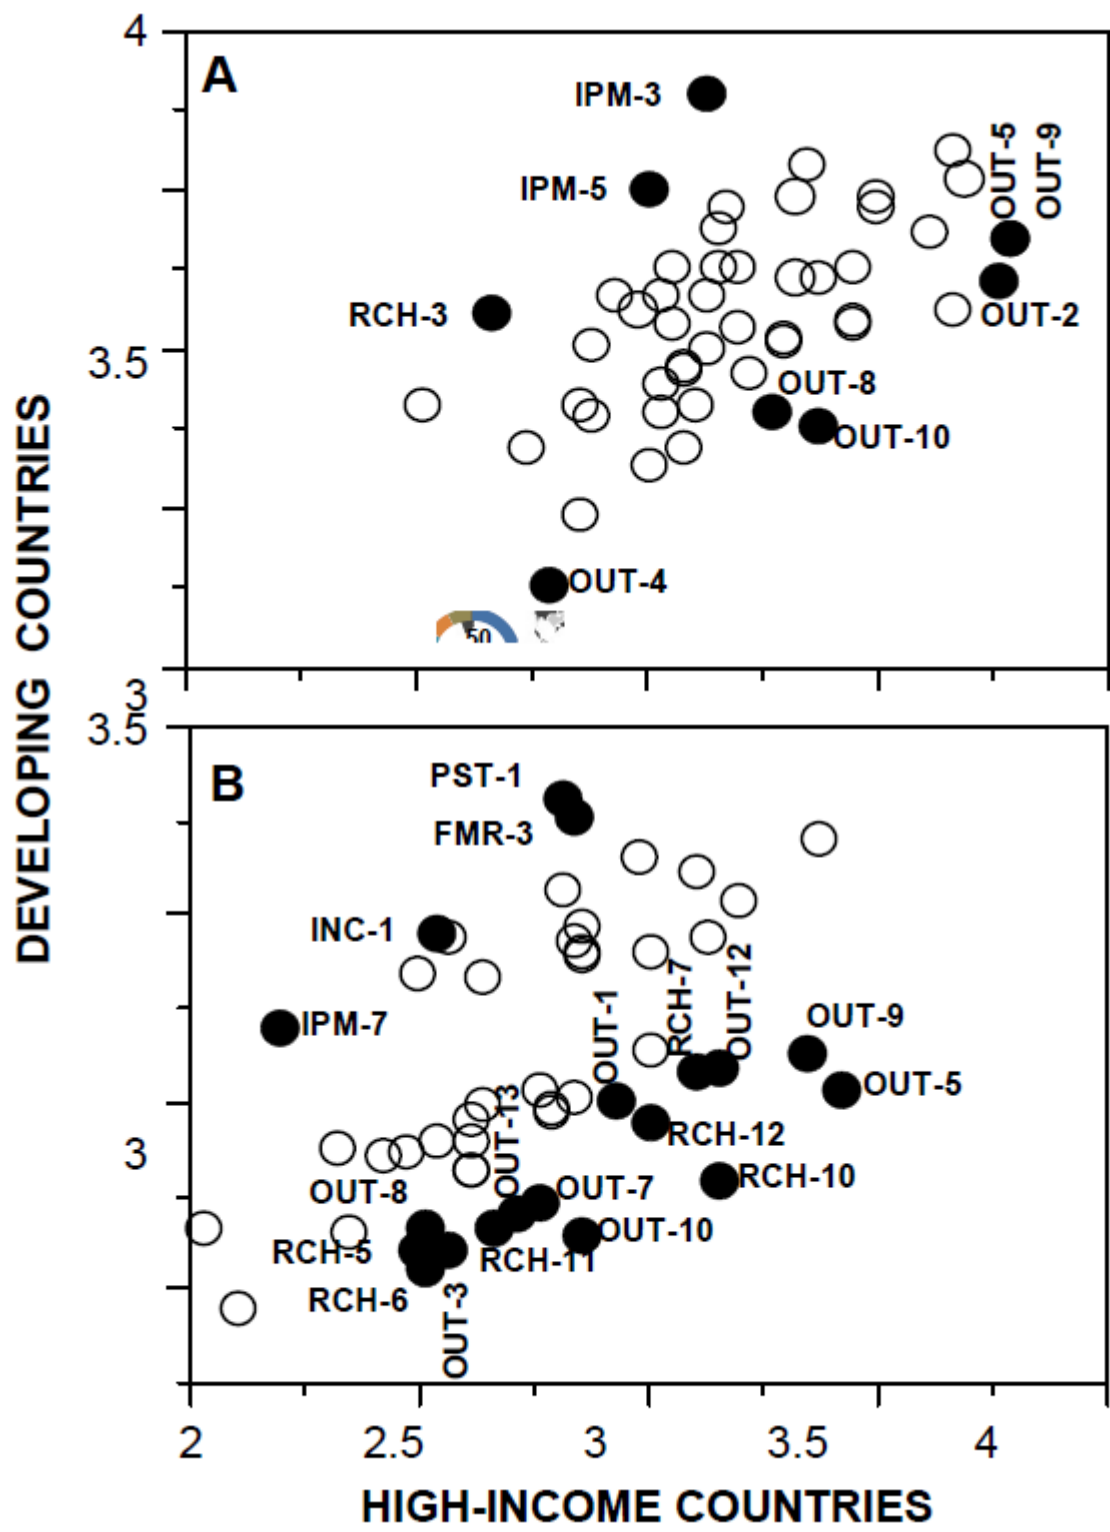 4
A
IPM-3
OUT-5
OUT-9
IPM-5
RCH-3
OUT-2
3.5
OUT-8
OUT-10
OUT-4
50
3
DEVELOPING COUNTRIES
3.5
B
PST-1
FMR-3
INC-1
RCH-7
OUT-12
OUT-1
IPM-7
OUT-9
OUT-5
OUT-13
RCH-12
3
RCH-10
OUT-8
OUT-7
OUT-10
RCH-5
RCH-11
RCH-6
OUT-3
2
2.5
3
3.5
4
HIGH-INCOME COUNTRIES